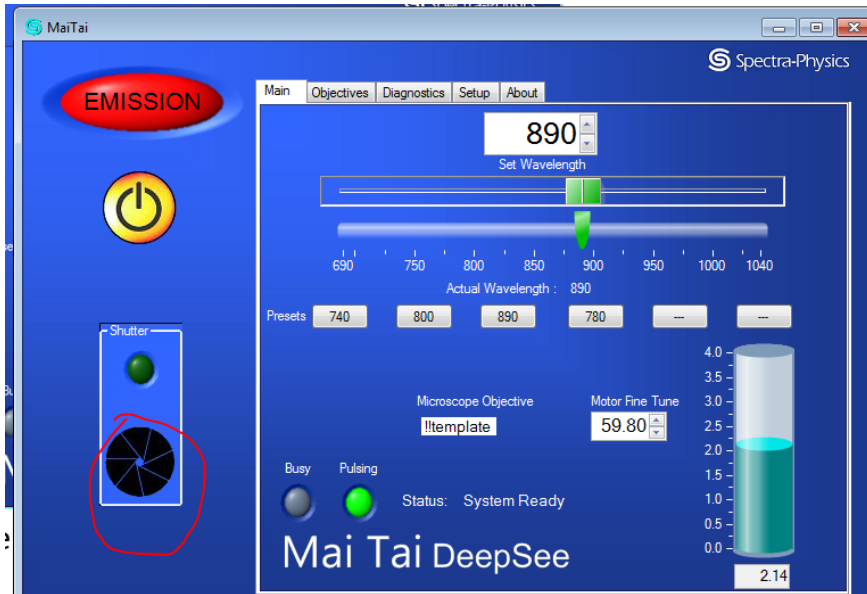 MaiTai
Spectra-Physics
EMISSION
Main Objectives Diagnostics Setup About
890
Set Wavelength
690 750 800 850 900 950 1000 1040
Actual Wavelength : 890
Presets 740 800 890 780 --- ---
Shutter
4.0
3.5
3.0
2.5
2.0
1.5
1.0
0.5
0.0
2.14
Microscope Objective
!!template
Motor Fine Tune
59.80
Busy Pulsing
Status: System Ready
Mai Tai DeepSee